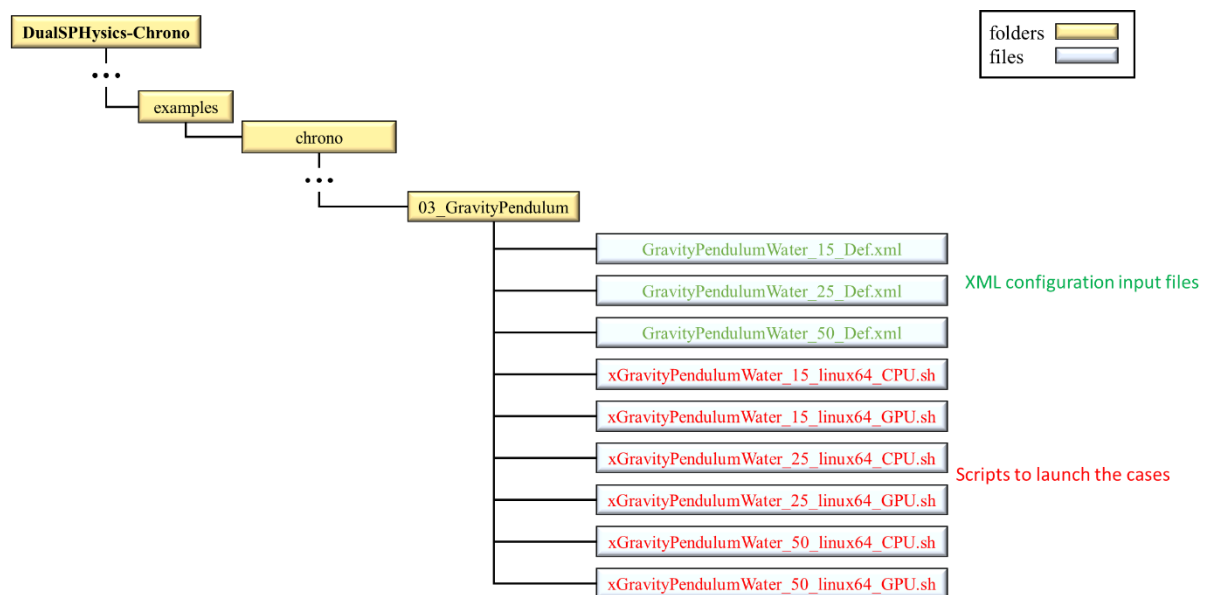 DualSPHysics-Chrono
folders
files
...
examples
chrono
...
03_GravityPendulum
GravityPendulumWater_15_Def.xml
GravityPendulumWater_25_Def.xml
XML configuration input files
GravityPendulumWater_50_Def.xml
xGravityPendulumWater_15_linux64_CPU.sh
xGravityPendulumWater_15_linux64_GPU.sh
xGravityPendulumWater_25_linux64_CPU.sh
Scripts to launch the cases
xGravityPendulumWater_25_linux64_GPU.sh
xGravityPendulumWater_50_linux64_CPU.sh
xGravityPendulumWater_50_linux64_GPU.sh